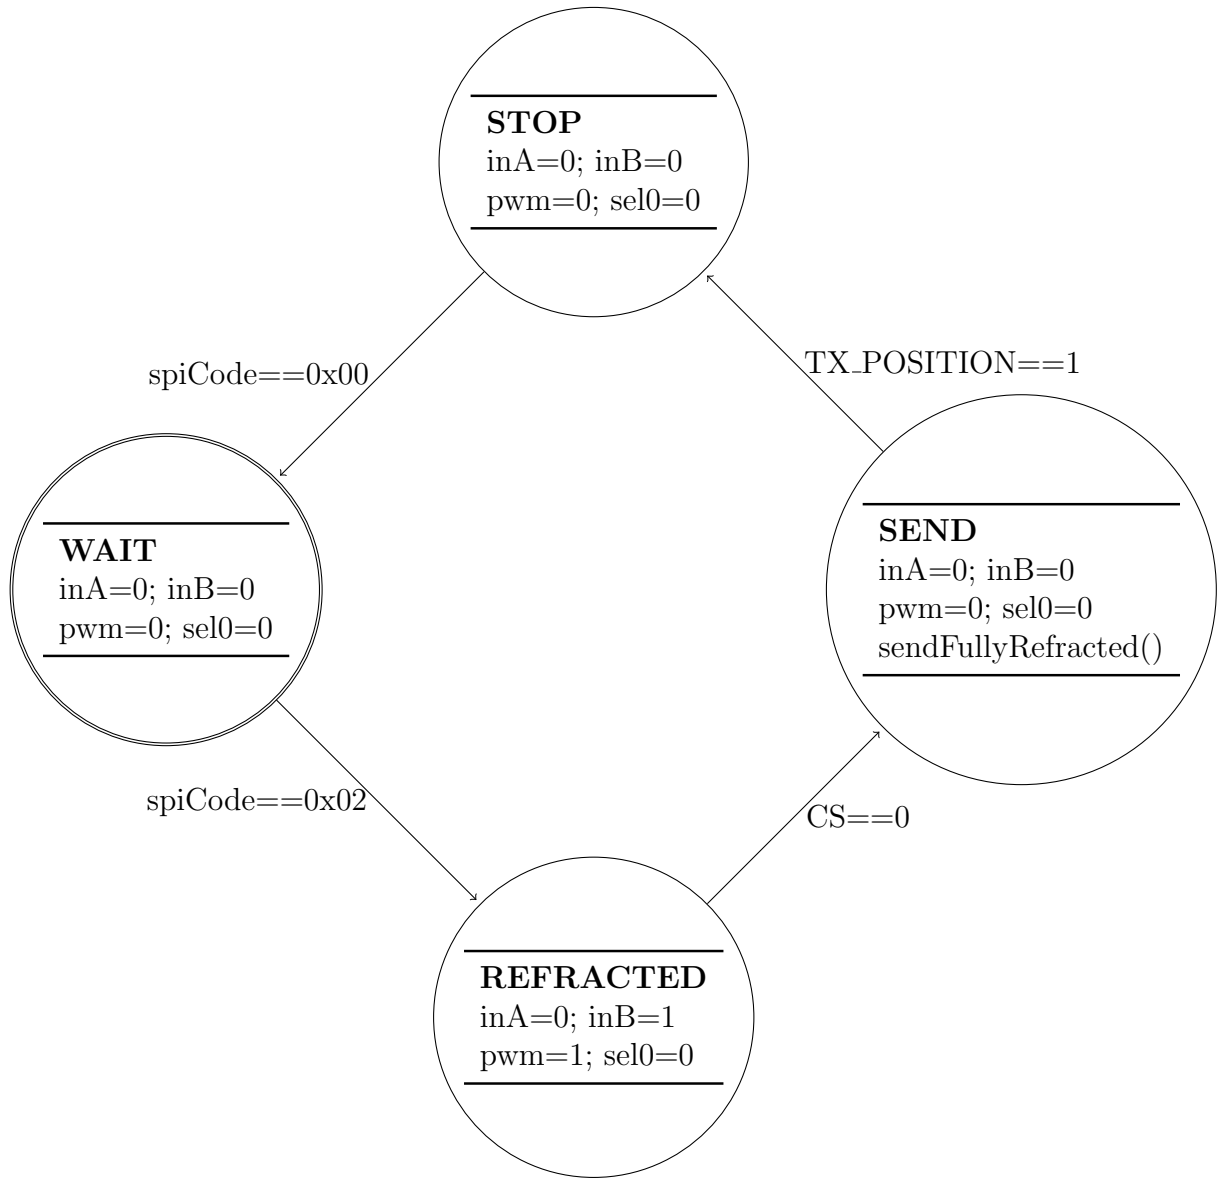 STOP
inA=0; inB=0
pwm=0; sel0=0
TX_POSITION==1
spiCode==0x00
SEND
inA=0; inB=0
pwm=0; sel0=0
sendFullyRefracted()
WAIT
inA=0; inB=0
pwm=0; sel0=0
spiCode==0x02
CS==0
REFRACTED
inA=0; inB=1
pwm=1; sel0=0